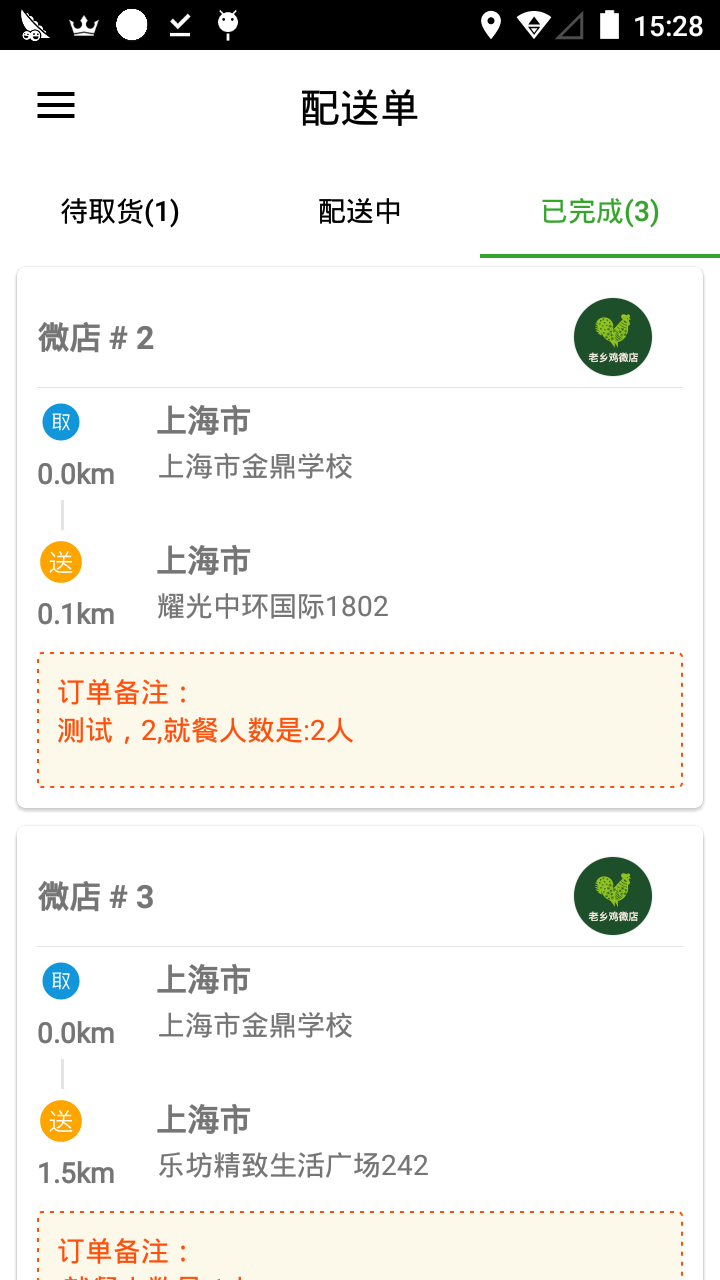 15:28
配送单
待取货(1)
配送中
已完成(3)
微店 # 2
老乡鸡微店
取
上海市
0.0km
上海市金鼎学校
送
上海市
0.1km
耀光中环国际1802
订单备注：
测试，2,就餐人数是:2人
微店 # 3
老乡鸡微店
取
上海市
0.0km
上海市金鼎学校
送
上海市
1.5km
乐坊精致生活广场242
订单备注：